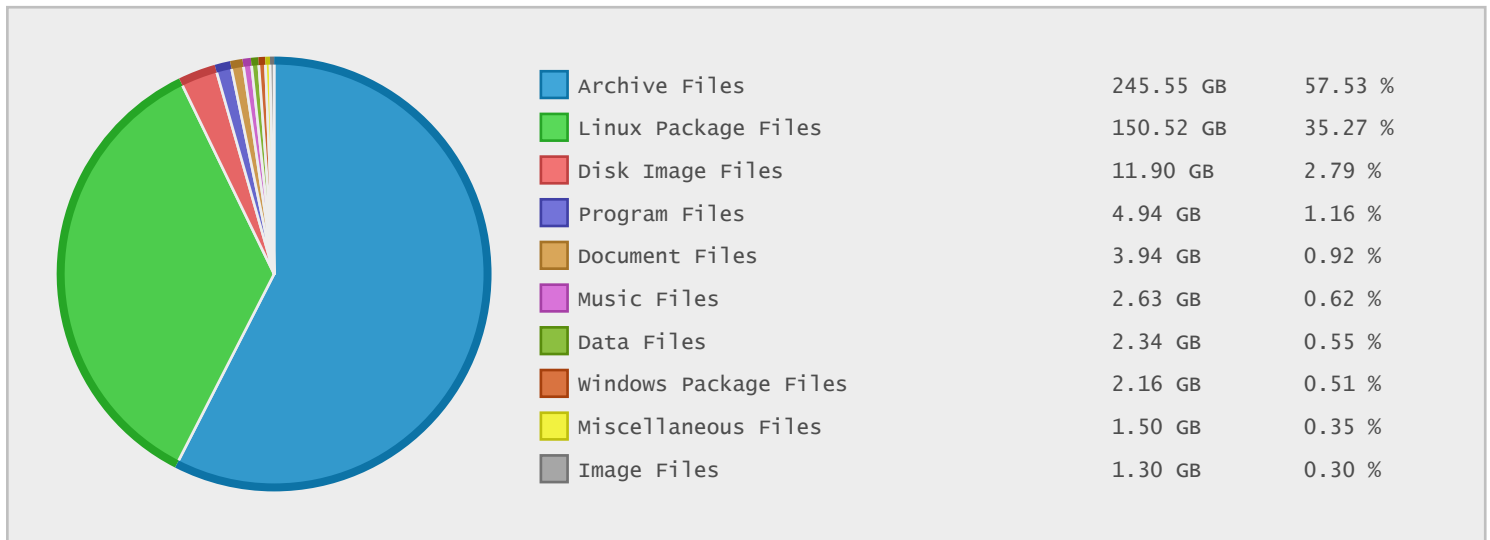 Archive Files 245.55 GB 57.53 %
Linux Package Files 150.52 GB 35.27 %
Disk Image Files 11.90 GB 2.79 %
Program Files 4.94 GB 1.16 %
Document Files 3.94 GB 0.92 %
Music Files 2.63 GB 0.62 %
Data Files 2.34 GB 0.55 %
Windows Package Files 2.16 GB 0.51 %
Miscellaneous Files 1.50 GB 0.35 %
Image Files 1.30 GB 0.30 %